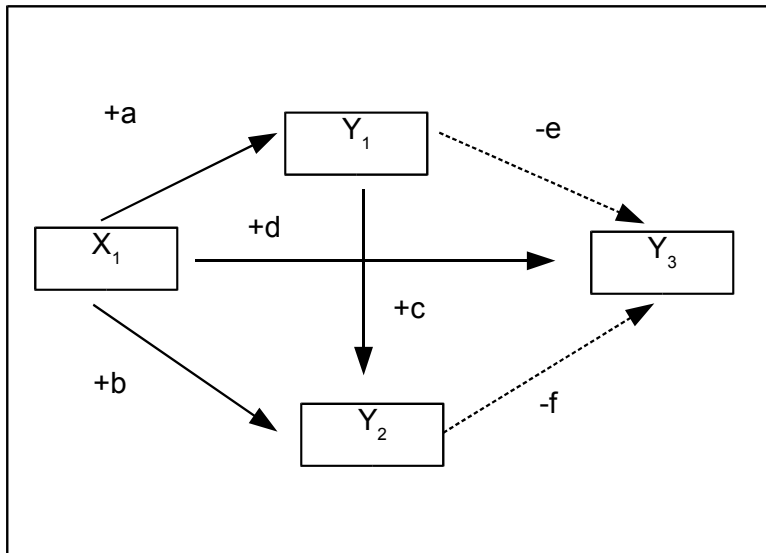 +a
Y₁
-e
X₁
+d
Y₃
+c
+b
Y₂
-f